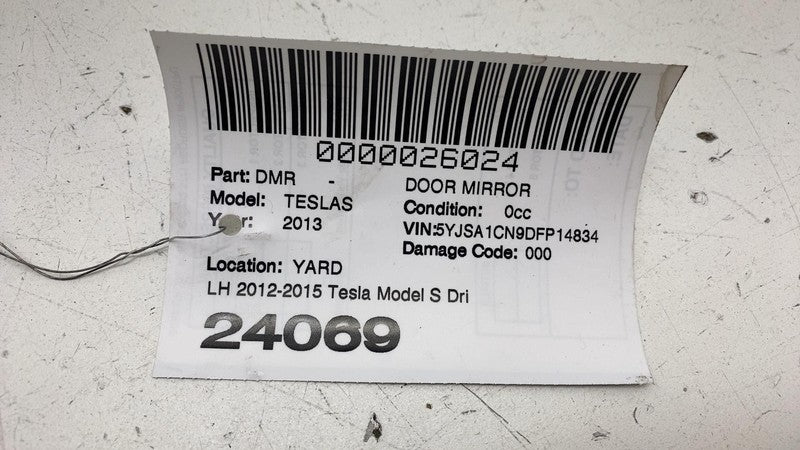 0000026024
Part: DMR - DOOR MIRROR
Model: TESLAS Condition: 0cc
Year: 2013 VIN:5YJSA1CN9DFP14834
Damage Code: 000
Location: YARD
LH 2012-2015 Tesla Model S Dri
24069